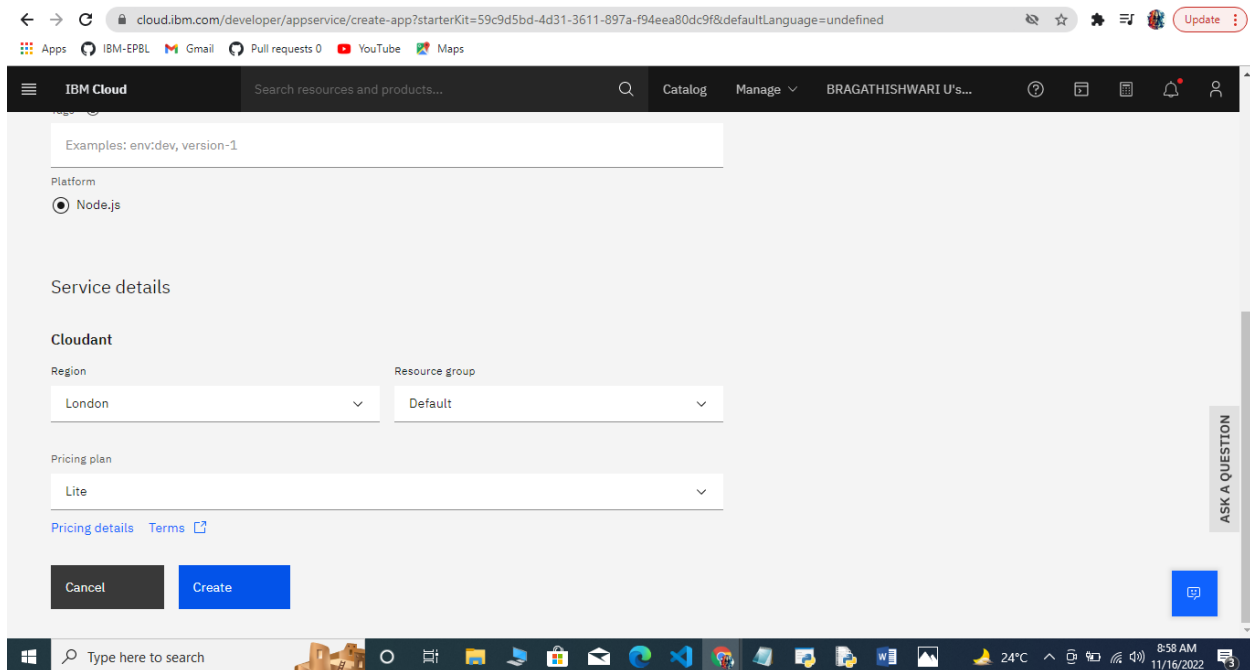 cloud.ibm.com/developer/appservice/create-app?starterKit=59c9d5bd-4d31-3611-897a-f94eea80dc9f&defaultLanguage=undefined
Update
Apps IBM-EPBL Gmail Pull requests 0 YouTube Maps
IBM Cloud Search resources and products... Catalog Manage BRAGATHISHWARI U's...
Tags
Examples: env:dev, version-1
Platform
Node.js
Service details
Cloudant
Region Resource group
London Default
Pricing plan
Lite
Pricing details Terms
Cancel Create
ASK A QUESTION
Type here to search 24°C 8:58 AM
11/16/2022 3